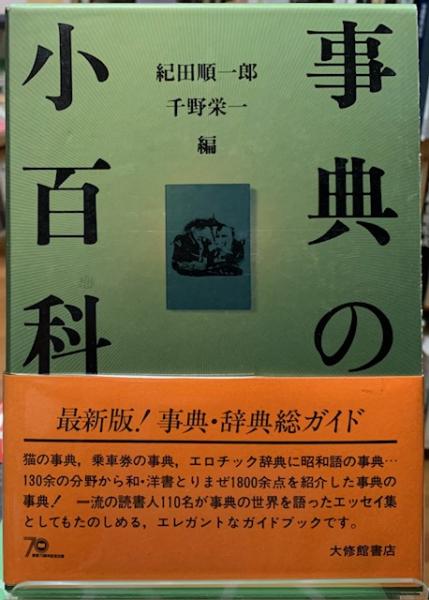 事典の
小百科
紀田順一郎
千野栄一
編
最新版!事典・辞典総ガイド
猫の事典,乗車券の事典,エロチック辞典に昭和語の事典…
130余の分野から和・洋書とりまぜ1800余点を紹介した事典の
事典! 一流の読書人110名が事典の世界を語ったエッセイ集
としてもたのしめる,エレガントなガイドブックです。
70
大修館書店